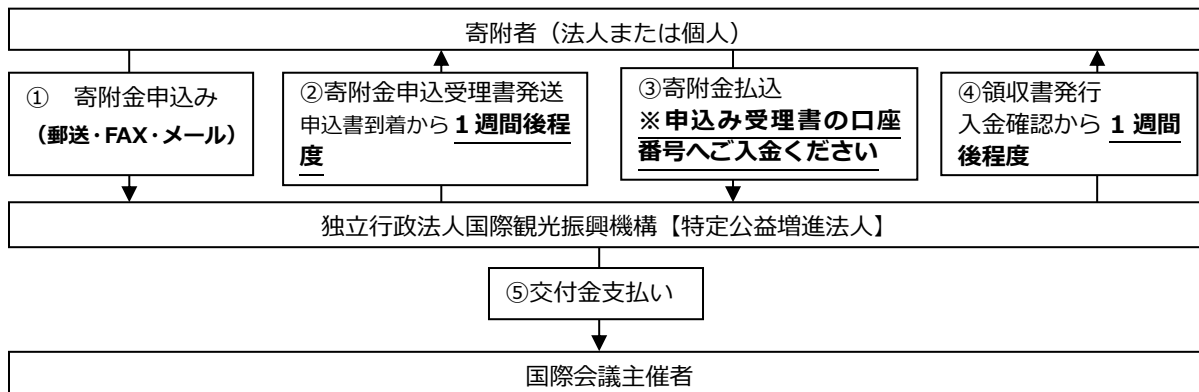 寄附者（法人または個人）
① 寄附金申込み
（郵送・FAX・メール）
②寄附金申込受理書発送
申込書到着から１週間後程
度
③寄附金払込
※申込み受理書の口座
番号へご入金ください
④領収書発行
入金確認から１週間
後程度
独立行政法人国際観光振興機構【特定公益増進法人】
⑤交付金支払い
国際会議主催者